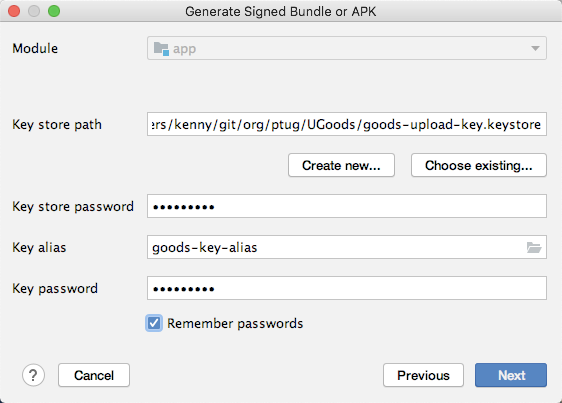 Generate Signed Bundle or APK
Module
app
Key store path
ers/kenny/git/org/ptug/UGoods/goods-upload-key.keystore
Create new...
Choose existing...
Key store password
•••••••••
Key alias
goods-key-alias
Key password
•••••••••
Remember passwords
?
Cancel
Previous
Next